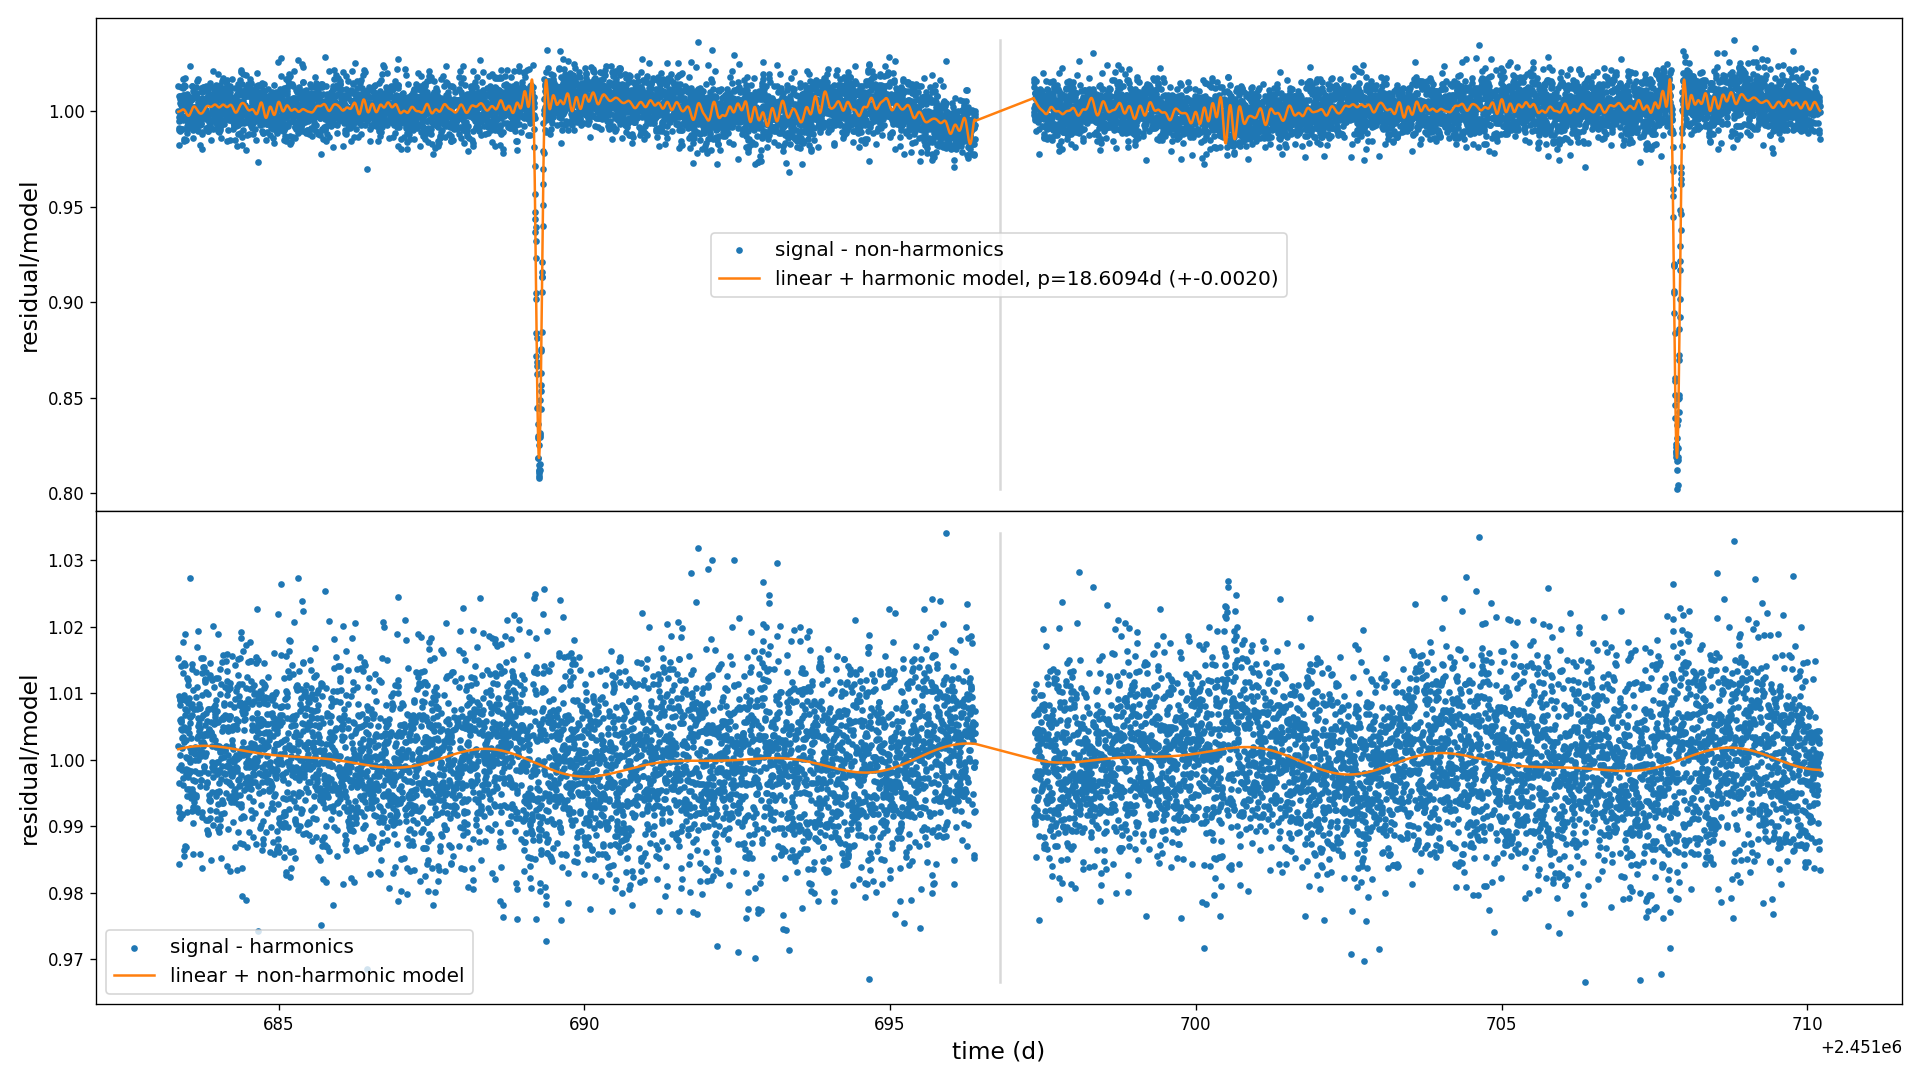 1.00
0.95
0.90
0.85
0.80
residual/model
signal - non-harmonics
linear + harmonic model, p=18.6094d (+-0.0020)
1.03
1.02
1.01
1.00
0.99
0.98
0.97
residual/model
signal - harmonics
linear + non-harmonic model
685
690
695
700
705
710
time (d)
+2.451e6